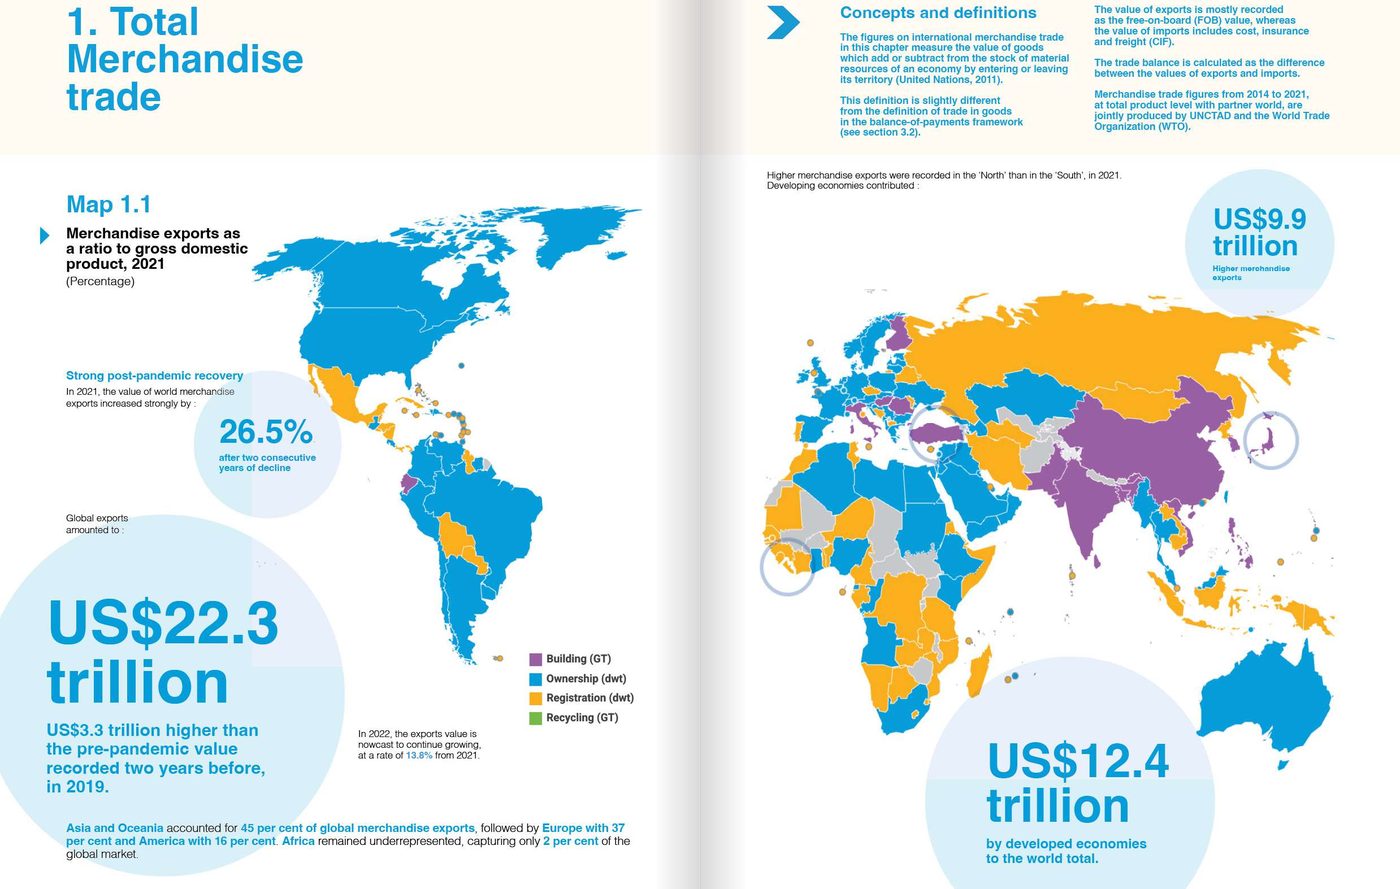 1. Total
Merchandise
trade
Map 1.1
Merchandise exports as
a ratio to gross domestic
product, 2021
(Percentage)
Strong post-pandemic recovery
In 2021, the value of world merchandise
exports increased strongly by :
26.5%
after two consecutive
years of decline
Global exports
amounted to :
US$22.3
trillion
US$3.3 trillion higher than
the pre-pandemic value
recorded two years before,
in 2019.
Building (GT)
Ownership (dwt)
Registration (dwt)
Recycling (GT)
In 2022, the exports value is
nowcast to continue growing,
at a rate of 13.8% from 2021.
Asia and Oceania accounted for 45 per cent of global merchandise exports, followed by Europe with 37
per cent and America with 16 per cent. Africa remained underrepresented, capturing only 2 per cent of the
global market.
Concepts and definitions
The figures on international merchandise trade
in this chapter measure the value of goods
which add or subtract from the stock of material
resources of an economy by entering or leaving
its territory (United Nations, 2011).
This definition is slightly different
from the definition of trade in goods
in the balance-of-payments framework
(see section 3.2).
The value of exports is mostly recorded
as the free-on-board (FOB) value, whereas
the value of imports includes cost, insurance
and freight (CIF).
The trade balance is calculated as the difference
between the values of exports and imports.
Merchandise trade figures from 2014 to 2021,
at total product level with partner world, are
jointly produced by UNCTAD and the World Trade
Organization (WTO).
Higher merchandise exports were recorded in the 'North' than in the 'South', in 2021.
Developing economies contributed :
US$9.9
trillion
Higher merchandise
exports
US$12.4
trillion
by developed economies
to the world total.